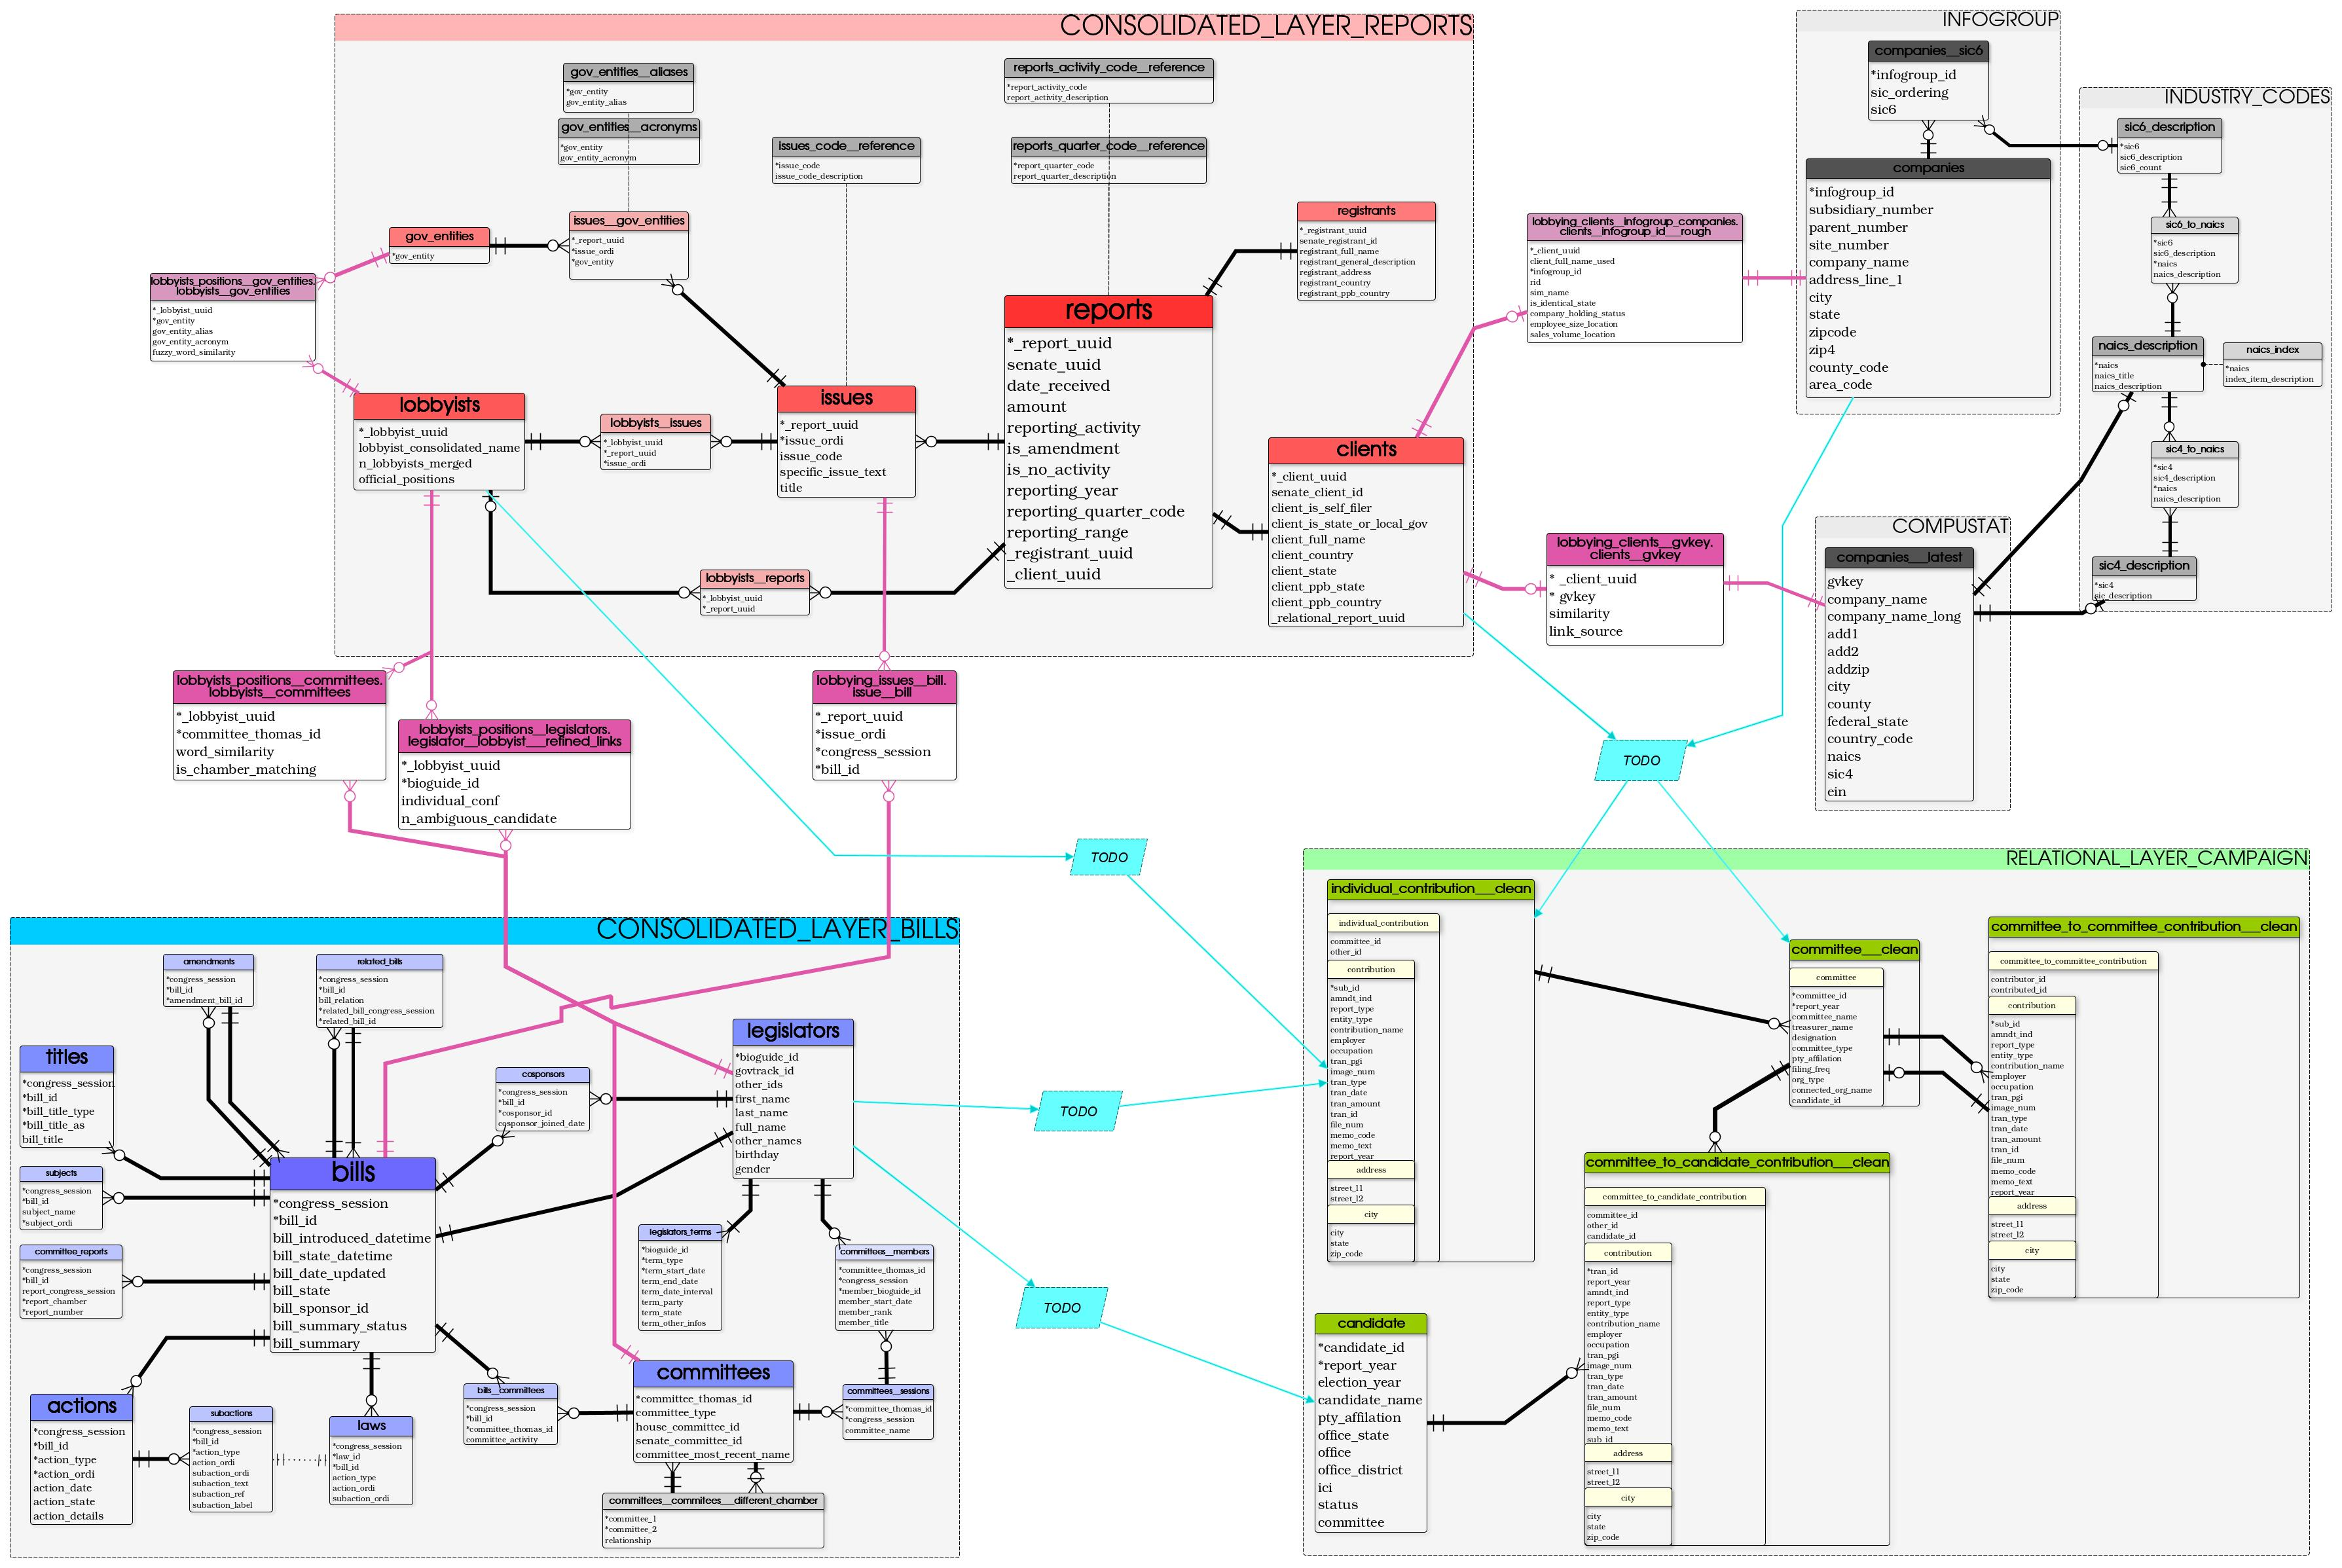 CONSOLIDATED_LAYER_REPORTS
gov_entities__aliases
*gov_entity
gov_entity_alias
gov_entities__acronyms
*gov_entity
gov_entity_acronym
issues_code__reference
*issue_code
issue_code_description
reports_activity_code__reference
*report_activity_code
report_activity_description
reports_quarter_code__reference
*report_quarter_code
report_quarter_description
gov_entities
*gov_entity
issues__gov_entities
*_report_uuid
*issue_ordi
*gov_entity
registrants
*_registrant_uuid
senate_registrant_id
registrant_full_name
registrant_general_description
registrant_address
registrant_country
registrant_ppb_country
lobbyists_positions__gov_entities.
lobbyists__gov_entities
*_lobbyist_uuid
*gov_entity
gov_entity_alias
gov_entity_acronym
fuzzy_word_similarity
lobbyists
*_lobbyist_uuid
lobbyist_consolidated_name
n_lobbyists_merged
official_positions
lobbyists__issues
*_lobbyist_uuid
*_report_uuid
*issue_ordi
issues
*_report_uuid
*issue_ordi
issue_code
specific_issue_text
title
reports
*_report_uuid
senate_uuid
date_received
amount
reporting_activity
is_amendment
is_no_activity
reporting_year
reporting_quarter_code
reporting_range
_registrant_uuid
_client_uuid
clients
*_client_uuid
senate_client_id
client_is_self_filer
client_is_state_or_local_gov
client_full_name
client_country
client_state
client_ppb_state
client_ppb_country
_relational_report_uuid
lobbyists__reports
*_lobbyist_uuid
*_report_uuid
INFOGROUP
companies__sic6
*infogroup_id
sic_ordering
sic6
companies
*infogroup_id
subsidiary_number
parent_number
site_number
company_name
address_line_1
city
state
zipcode
zip4
county_code
area_code
lobbying_clients__infogroup_companies.
clients__infogroup_id___rough
*_client_uuid
client_full_name_used
*infogroup_id
rid
sim_name
is_identical_state
company_holding_status
employee_size_location
sales_volume_location
INDUSTRY_CODES
sic6_description
*sic6
sic6_description
sic6_count
sic6_to_naics
*sic6
sic6_description
*naics
naics_description
naics_description
*naics
naics_title
naics_description
naics_index
*naics
index_item_description
sic4_to_naics
*sic4
sic4_description
*naics
naics_description
sic4_description
*sic4
sic_description
COMPUSTAT
companies___latest
gvkey
company_name
company_name_long
add1
add2
addzip
city
county
federal_state
country_code
naics
sic4
ein
lobbying_clients__gvkey.
clients__gvkey
* _client_uuid
* gvkey
similarity
link_source
lobbyists_positions__committees.
lobbyists__committees
*_lobbyist_uuid
*committee_thomas_id
word_similarity
is_chamber_matching
lobbyists_positions__legislators.
legislator__lobbyist___refined_links
*_lobbyist_uuid
*bioguide_id
individual_conf
n_ambiguous_candidate
lobbying_issues__bill.
issue__bill
*_report_uuid
*issue_ordi
*congress_session
*bill_id
TODO
TODO
TODO
TODO
CONSOLIDATED_LAYER_BILLS
amendments
*congress_session
*bill_id
*amendment_bill_id
related_bills
*congress_session
*bill_id
bill_relation
*related_bill_congress_session
*related_bill_id
titles
*congress_session
*bill_id
*bill_title_type
*bill_title_as
bill_title
subjects
*congress_session
*bill_id
subject_name
*subject_ordi
committee_reports
*congress_session
*bill_id
report_congress_session
*report_chamber
*report_number
bills
*congress_session
*bill_id
bill_introduced_datetime
bill_state_datetime
bill_date_updated
bill_state
bill_sponsor_id
bill_summary_status
bill_summary
cosponsors
*congress_session
*bill_id
*cosponsor_id
cosponsor_joined_date
legislators
*bioguide_id
govtrack_id
other_ids
first_name
last_name
full_name
other_names
birthday
gender
legislators_terms
*bioguide_id
*term_type
*term_start_date
term_end_date
term_date_interval
term_party
term_state
term_other_infos
committees__members
*committee_thomas_id
*congress_session
*member_bioguide_id
member_start_date
member_rank
member_title
actions
*congress_session
*bill_id
*action_type
*action_ordi
action_date
action_state
action_details
subactions
*congress_session
*bill_id
*action_type
action_ordi
subaction_ordi
subaction_text
subaction_ref
subaction_label
laws
*congress_session
*law_id
*bill_id
action_type
action_ordi
subaction_ordi
bills__committees
*congress_session
*bill_id
*committee_thomas_id
committee_activity
committees
*committee_thomas_id
committee_type
house_committee_id
senate_committee_id
committee_most_recent_name
committees__sessions
*committee_thomas_id
*congress_session
committee_name
committees__commitees___different_chamber
*committee_1
*committee_2
relationship
RELATIONAL_LAYER_CAMPAIGN
individual_contribution___clean
individual_contribution
committee_id
other_id
contribution
*sub_id
amndt_ind
report_type
entity_type
contribution_name
employer
occupation
tran_pgi
image_num
tran_type
tran_date
tran_amount
tran_id
file_num
memo_code
memo_text
report_year
address
street_l1
street_l2
city
city
state
zip_code
committee___clean
committee
*committee_id
*report_year
committee_name
treasurer_name
designation
committee_type
pty_affilation
filing_freq
org_type
connected_org_name
candidate_id
committee_to_committee_contribution___clean
committee_to_committee_contribution
contributor_id
contributed_id
contribution
*sub_id
amndt_ind
report_type
entity_type
contribution_name
employer
occupation
tran_pgi
image_num
tran_type
tran_date
tran_amount
tran_id
file_num
memo_code
memo_text
report_year
address
street_l1
street_l2
city
city
state
zip_code
committee_to_candidate_contribution___clean
committee_to_candidate_contribution
committee_id
other_id
candidate_id
contribution
*tran_id
report_year
amndt_ind
report_type
entity_type
contribution_name
employer
occupation
tran_pgi
image_num
tran_type
tran_date
tran_amount
file_num
memo_code
memo_text
sub_id
address
street_l1
street_l2
city
city
state
zip_code
candidate
*candidate_id
*report_year
election_year
candidate_name
pty_affilation
office_state
office
office_district
ici
status
committee